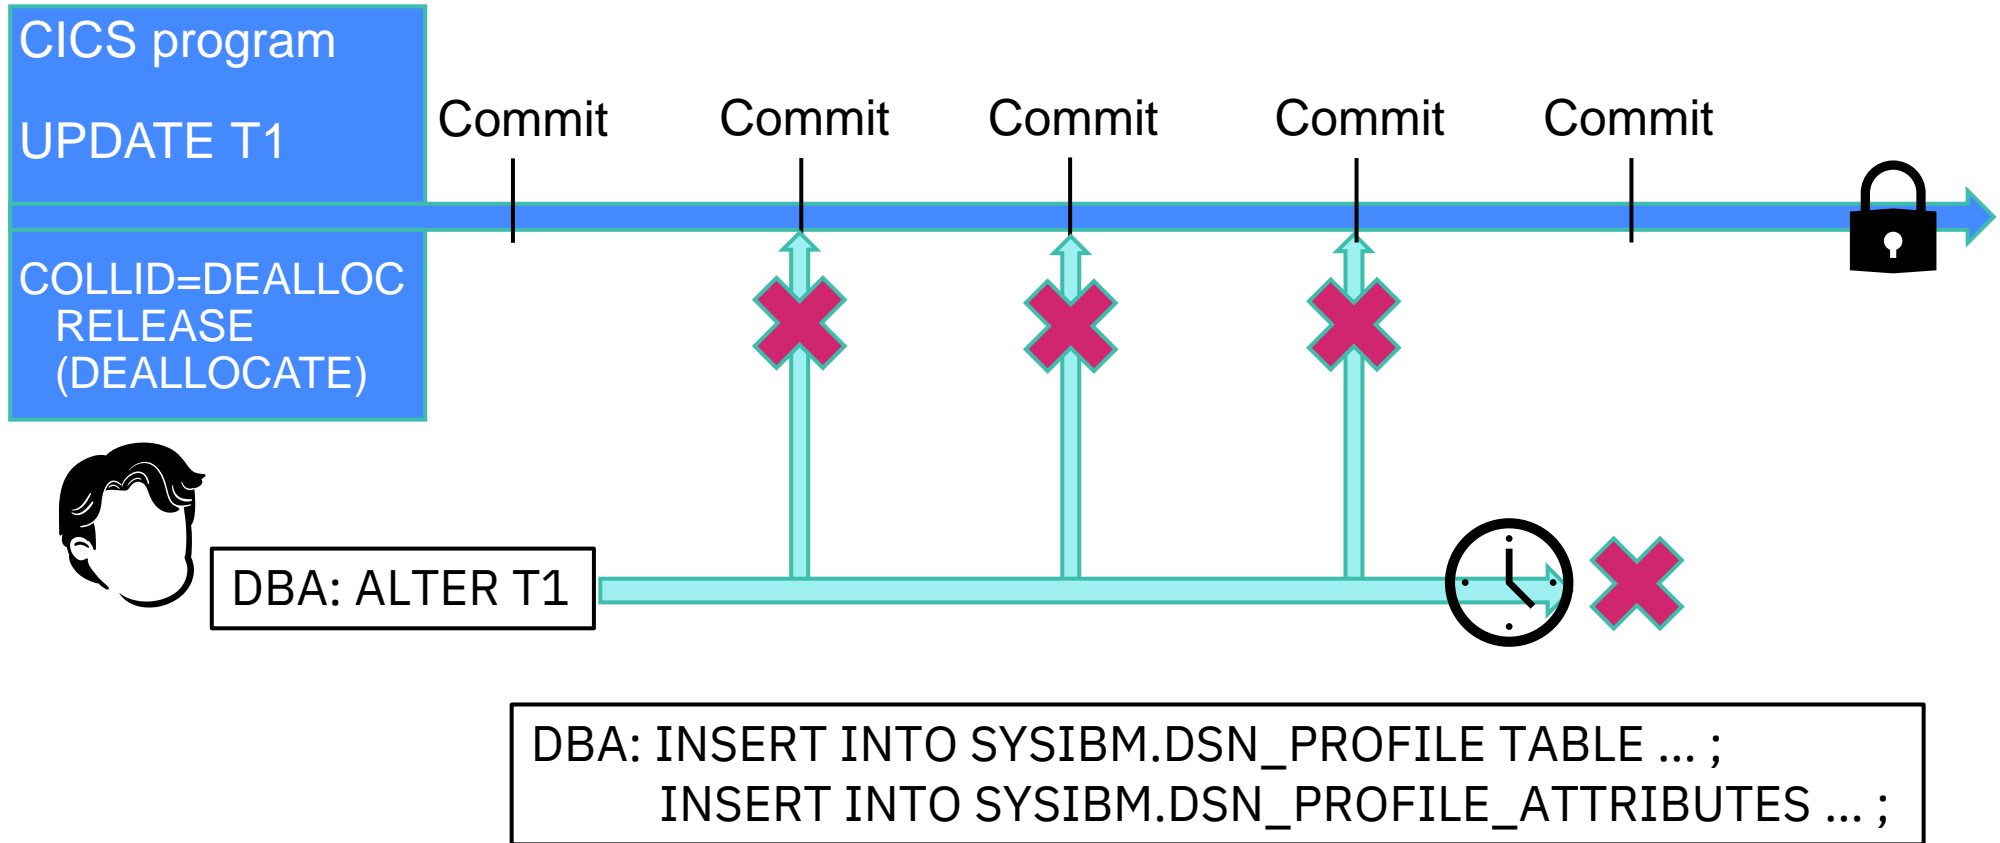 CICS program
UPDATE T1
Commit
Commit
Commit
Commit
Commit
COLLID=DEALLOC
RELEASE
(DEALLOCATE)
DBA: ALTER T1
DBA: INSERT INTO SYSIBM.DSN_PROFILE TABLE ... ;
INSERT INTO SYSIBM.DSN_PROFILE_ATTRIBUTES ... ;